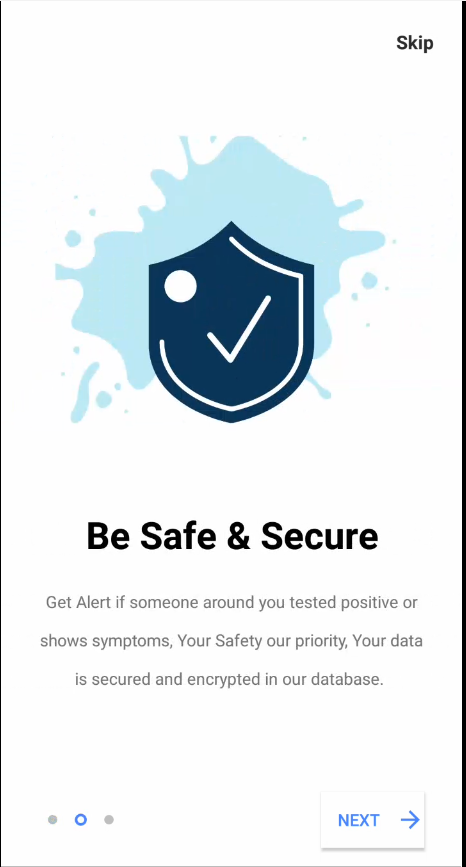 Skip
Be Safe & Secure
Get Alert if someone around you tested positive or
shows symptoms, Your Safety our priority, Your data
is secured and encrypted in our database.
NEXT